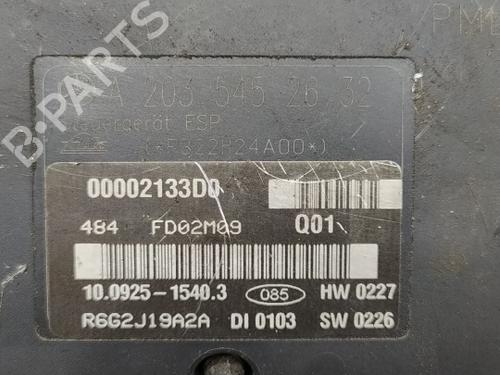 PML
A 203 545 26 32
Steuergerät ESP
00002133D0
484 FD02M09 Q01
10.0925-1540.3 085 HW 0227
R6G2J19A2A DI 0103 SW 0226
B-PARTS